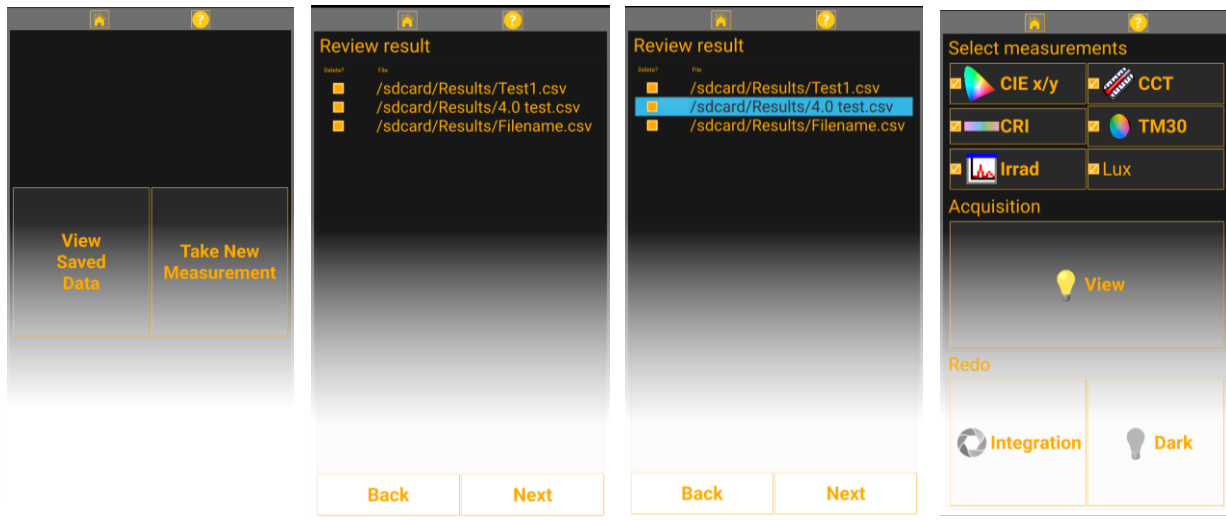 ?
View
Saved
Data
Take New
Measurement
?
Review result
Delete? File
/sdcard/Results/Test1.csv
/sdcard/Results/4.0 test.csv
/sdcard/Results/Filename.csv
Back Next
?
Review result
Delete? File
/sdcard/Results/Test1.csv
/sdcard/Results/4.0 test.csv
/sdcard/Results/Filename.csv
Back Next
?
Select measurements
CIE x/y CCT
CRI TM30
Irrad Lux
Acquisition
View
Redo
Integration Dark